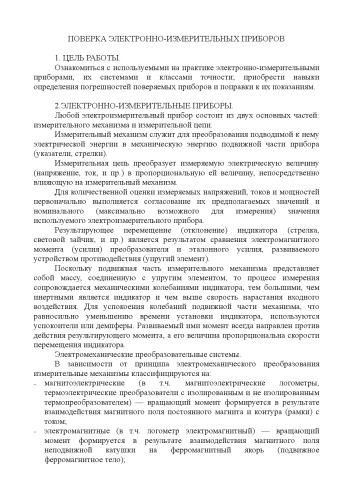 ПОВЕРКА ЭЛЕКТРОННО-ИЗМЕРИТЕЛЬНЫХ ПРИБОРОВ
1. ЦЕЛЬ РАБОТЫ.
Ознакомиться с используемыми на практике электронно-измерительными
приборами, их системами и классами точности, приобрести навыки
определения погрешностей поверяемых приборов и поправки к их показаниям.
2.ЭЛЕКТРОННО-ИЗМЕРИТЕЛЬНЫЕ ПРИБОРЫ.
Любой электроизмерительный прибор состоит из двух основных частей:
измерительного механизма и измерительной цепи.
Измерительный механизм служит для преобразования подводимой к нему
электрической энергии в механическую энергию подвижной части прибора
(указатели, стрелки).
Измерительная цепь преобразует измеряемую электрическую величину
(напряжение, ток, и пр.) в пропорциональную ей величину, непосредственно
влияющую на измерительный механизм.
Для количественной оценки измеряемых напряжений, токов и мощностей
первоначально выполняется согласование их предполагаемых значений и
номинального (максимально возможного для измерения) значения
используемого электроизмерительного прибора.
Результирующее перемещение (отклонение) индикатора (стрелка,
световой зайчик, и пр.) является результатом сравнения электромагнитного
момента (усилия) преобразователя и эталонного усилия, развиваемого
устройством противодействия (упругий элемент).
Поскольку подвижная часть измерительного механизма представляет
собой массу, соединенную с упругим элементом, то процесс измерения
сопровождается механическими колебаниями индикатора, тем большими, чем
инертными является индикатор и чем выше скорость нарастания входного
воздействия. Для успокоения колебаний подвижной части механизма, что
равносильно уменьшению времени установки индикатора, используются
успокоители или демпферы. Развиваемый ими момент всегда направлен против
действия результирующего момента, а его величина пропорциональна скорости
перемещения индикатора.
Электромеханические преобразовательные системы.
В зависимости от принципа электромеханического преобразования
измерительные механизмы классифицируются на:
- магнитоэлектрические (в т.ч. магнитоэлектрические логометры,
термоэлектрические преобразователи с изолированным и не изолированным
термопреобразователем) — вращающий момент формируется в результате
взаимодействия магнитного поля постоянного магнита и контура (рамки) с
током;
- электромагнитные (в т.ч. логометр электромагнитный) — вращающий
момент формируется в результате взаимодействия магнитного поля
неподвижной катушки на ферромагнитный якорь (подвижное
ферромагнитное тело);